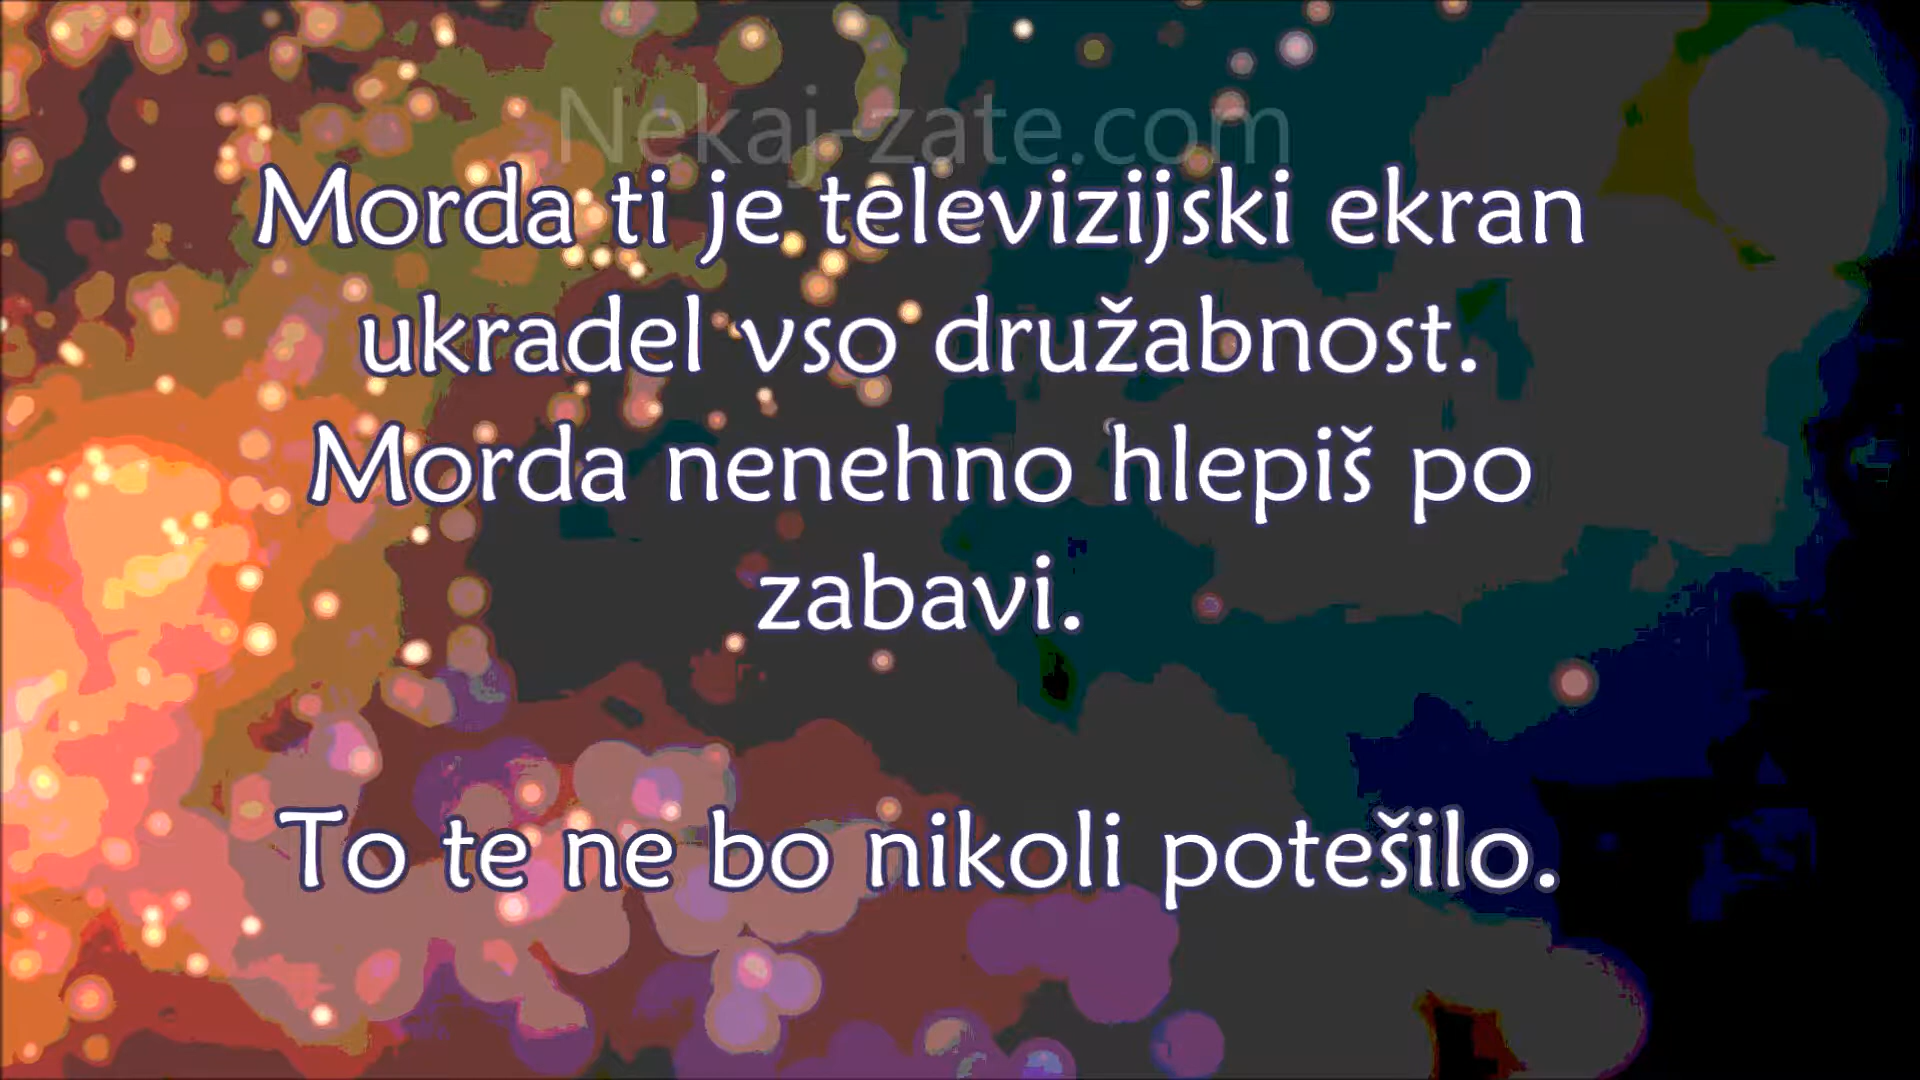 Nekaj-zate.com
Morda ti je televizijski ekran
ukradel vso družabnost.
Morda nenehno hlepiš po
zabavi.
To te ne bo nikoli potešilo.